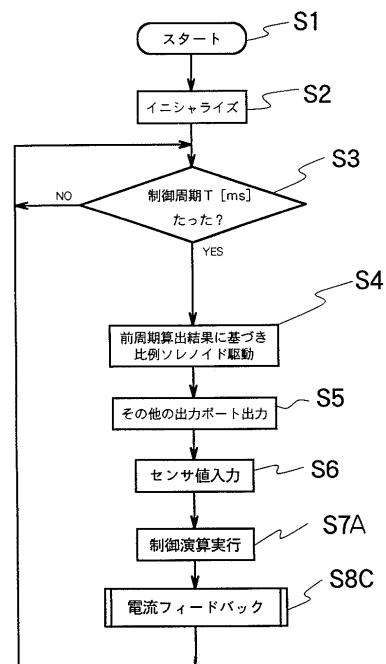 スタート
S1
イニシャライズ
S2
制御周期T [ms]
たった？
S3
NO
YES
前周期算出結果に基づき
比例ソレノイド駆動
S4
その他の出力ポート出力
S5
センサ値入力
S6
制御演算実行
S7A
電流フィードバック
S8C